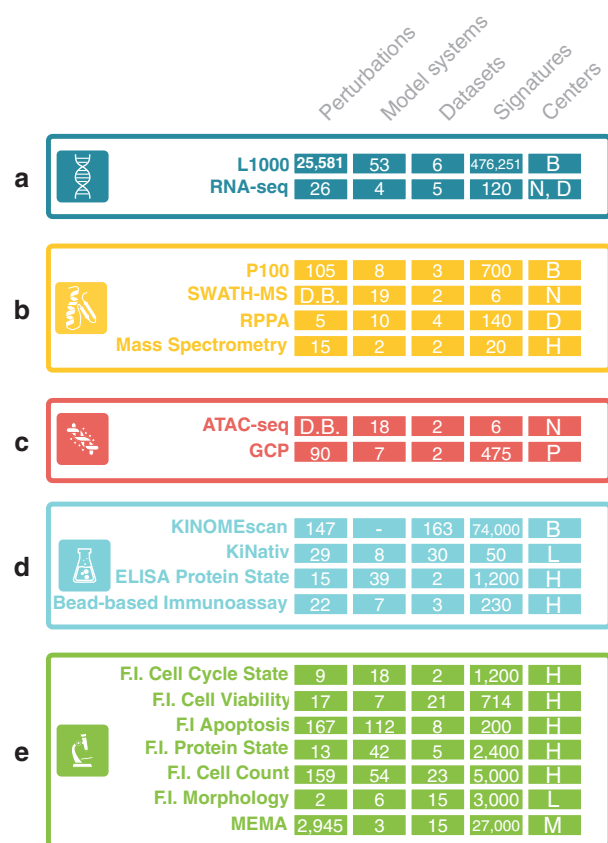 Perturbations Model systems Datasets Signatures Centers
a
L1000 25,581 53 6 476,251 B
RNA-seq 26 4 5 120 N, D
b
P100 105 8 3 700 B
SWATH-MS D.B. 19 2 6 N
RPPA 5 10 4 140 D
Mass Spectrometry 15 2 2 20 H
c
ATAC-seq D.B. 18 2 6 N
GCP 90 7 2 475 P
d
KINOMEscan 147 - 163 74,000 B
KiNativ 29 8 30 50 L
ELISA Protein State 15 39 2 1,200 H
Bead-based Immunoassay 22 7 3 230 H
e
F.I. Cell Cycle State 9 18 2 1,200 H
F.I. Cell Viability 17 7 21 714 H
F.I Apoptosis 167 112 8 200 H
F.I. Protein State 13 42 5 2,400 H
F.I. Cell Count 159 54 23 5,000 H
F.I. Morphology 2 6 15 3,000 L
MEMA 2,945 3 15 27,000 M